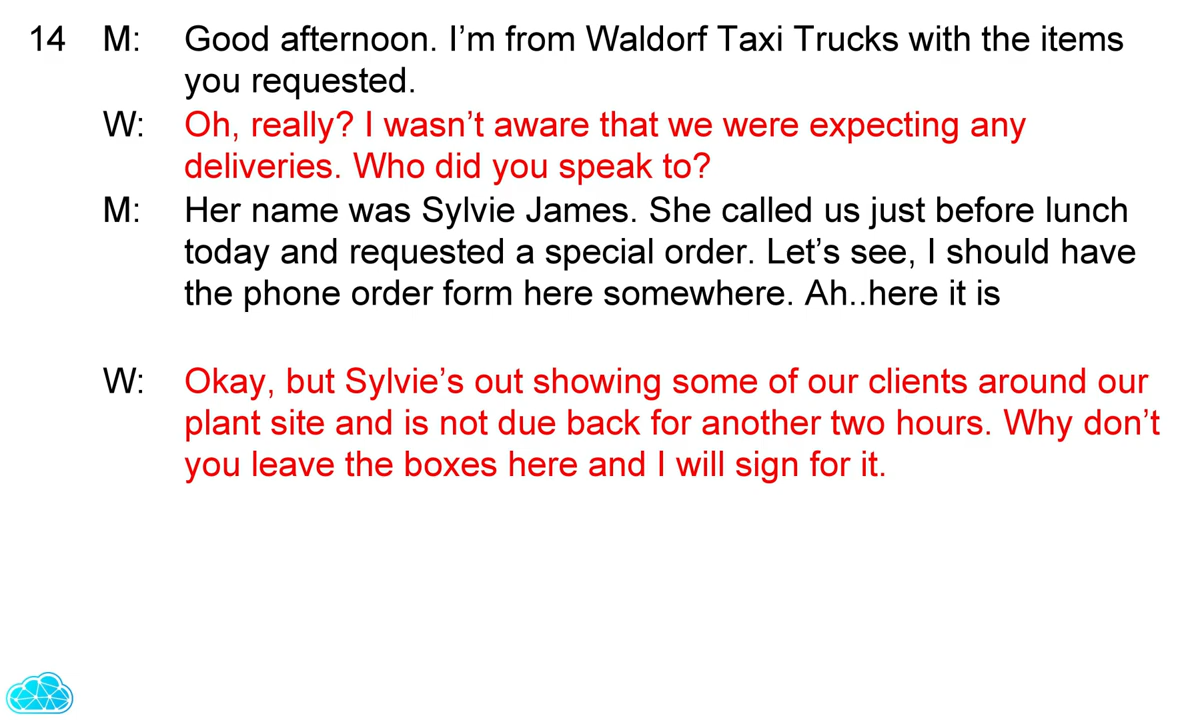 14 M: Good afternoon. I’m from Waldorf Taxi Trucks with the items
you requested.
W: Oh, really? I wasn’t aware that we were expecting any
deliveries. Who did you speak to?
M: Her name was Sylvie James. She called us just before lunch
today and requested a special order. Let’s see, I should have
the phone order form here somewhere. Ah..here it is
W: Okay, but Sylvie’s out showing some of our clients around our
plant site and is not due back for another two hours. Why don’t
you leave the boxes here and I will sign for it.